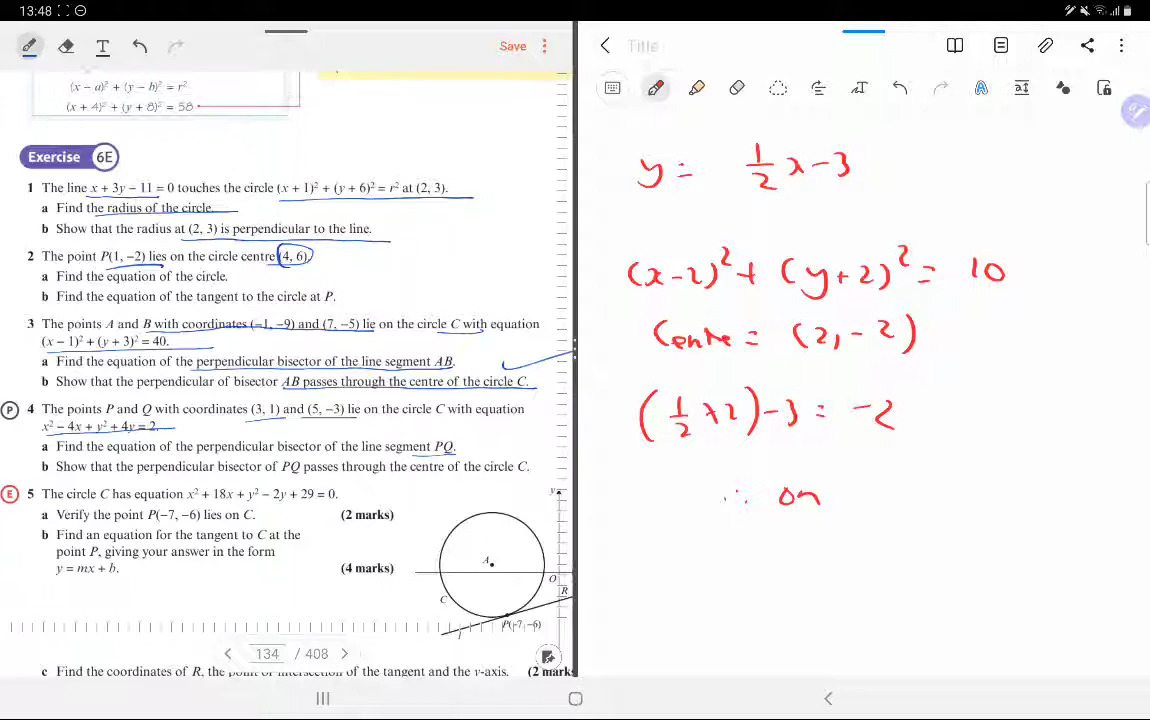 13:48
Save
(x − a)² + (y − b)² = r²
(x + 4)² + (y + 8)² = 58
Exercise 6E
1 The line x + 3y − 11 = 0 touches the circle (x + 1)² + (y + 6)² = r² at (2, 3).
a Find the radius of the circle.
b Show that the radius at (2, 3) is perpendicular to the line.
2 The point P(1, −2) lies on the circle centre (4, 6).
a Find the equation of the circle.
b Find the equation of the tangent to the circle at P.
3 The points A and B with coordinates (−1, −9) and (7, −5) lie on the circle C with equation
(x − 1)² + (y + 3)² = 40.
a Find the equation of the perpendicular bisector of the line segment AB.
b Show that the perpendicular of bisector AB passes through the centre of the circle C.
P 4 The points P and Q with coordinates (3, 1) and (5, −3) lie on the circle C with equation
x² − 4x + y² + 4y = 2.
a Find the equation of the perpendicular bisector of the line segment PQ.
b Show that the perpendicular bisector of PQ passes through the centre of the circle C.
E 5 The circle C has equation x² + 18x + y² − 2y + 29 = 0.
a Verify the point P(−7, −6) lies on C. (2 marks)
b Find an equation for the tangent to C at the
point P, giving your answer in the form
y = mx + b. (4 marks)
y
A
O
R
C
P(−7, −6)
134 / 408
c Find the coordinates of R, the point of intersection of the tangent and the y-axis. (2 marks
Title
y = 1/2 x − 3
(x−2)² + (y+2)² = 10
Centre = (2, −2)
(1/2 × 2) − 3 = −2
∴ on